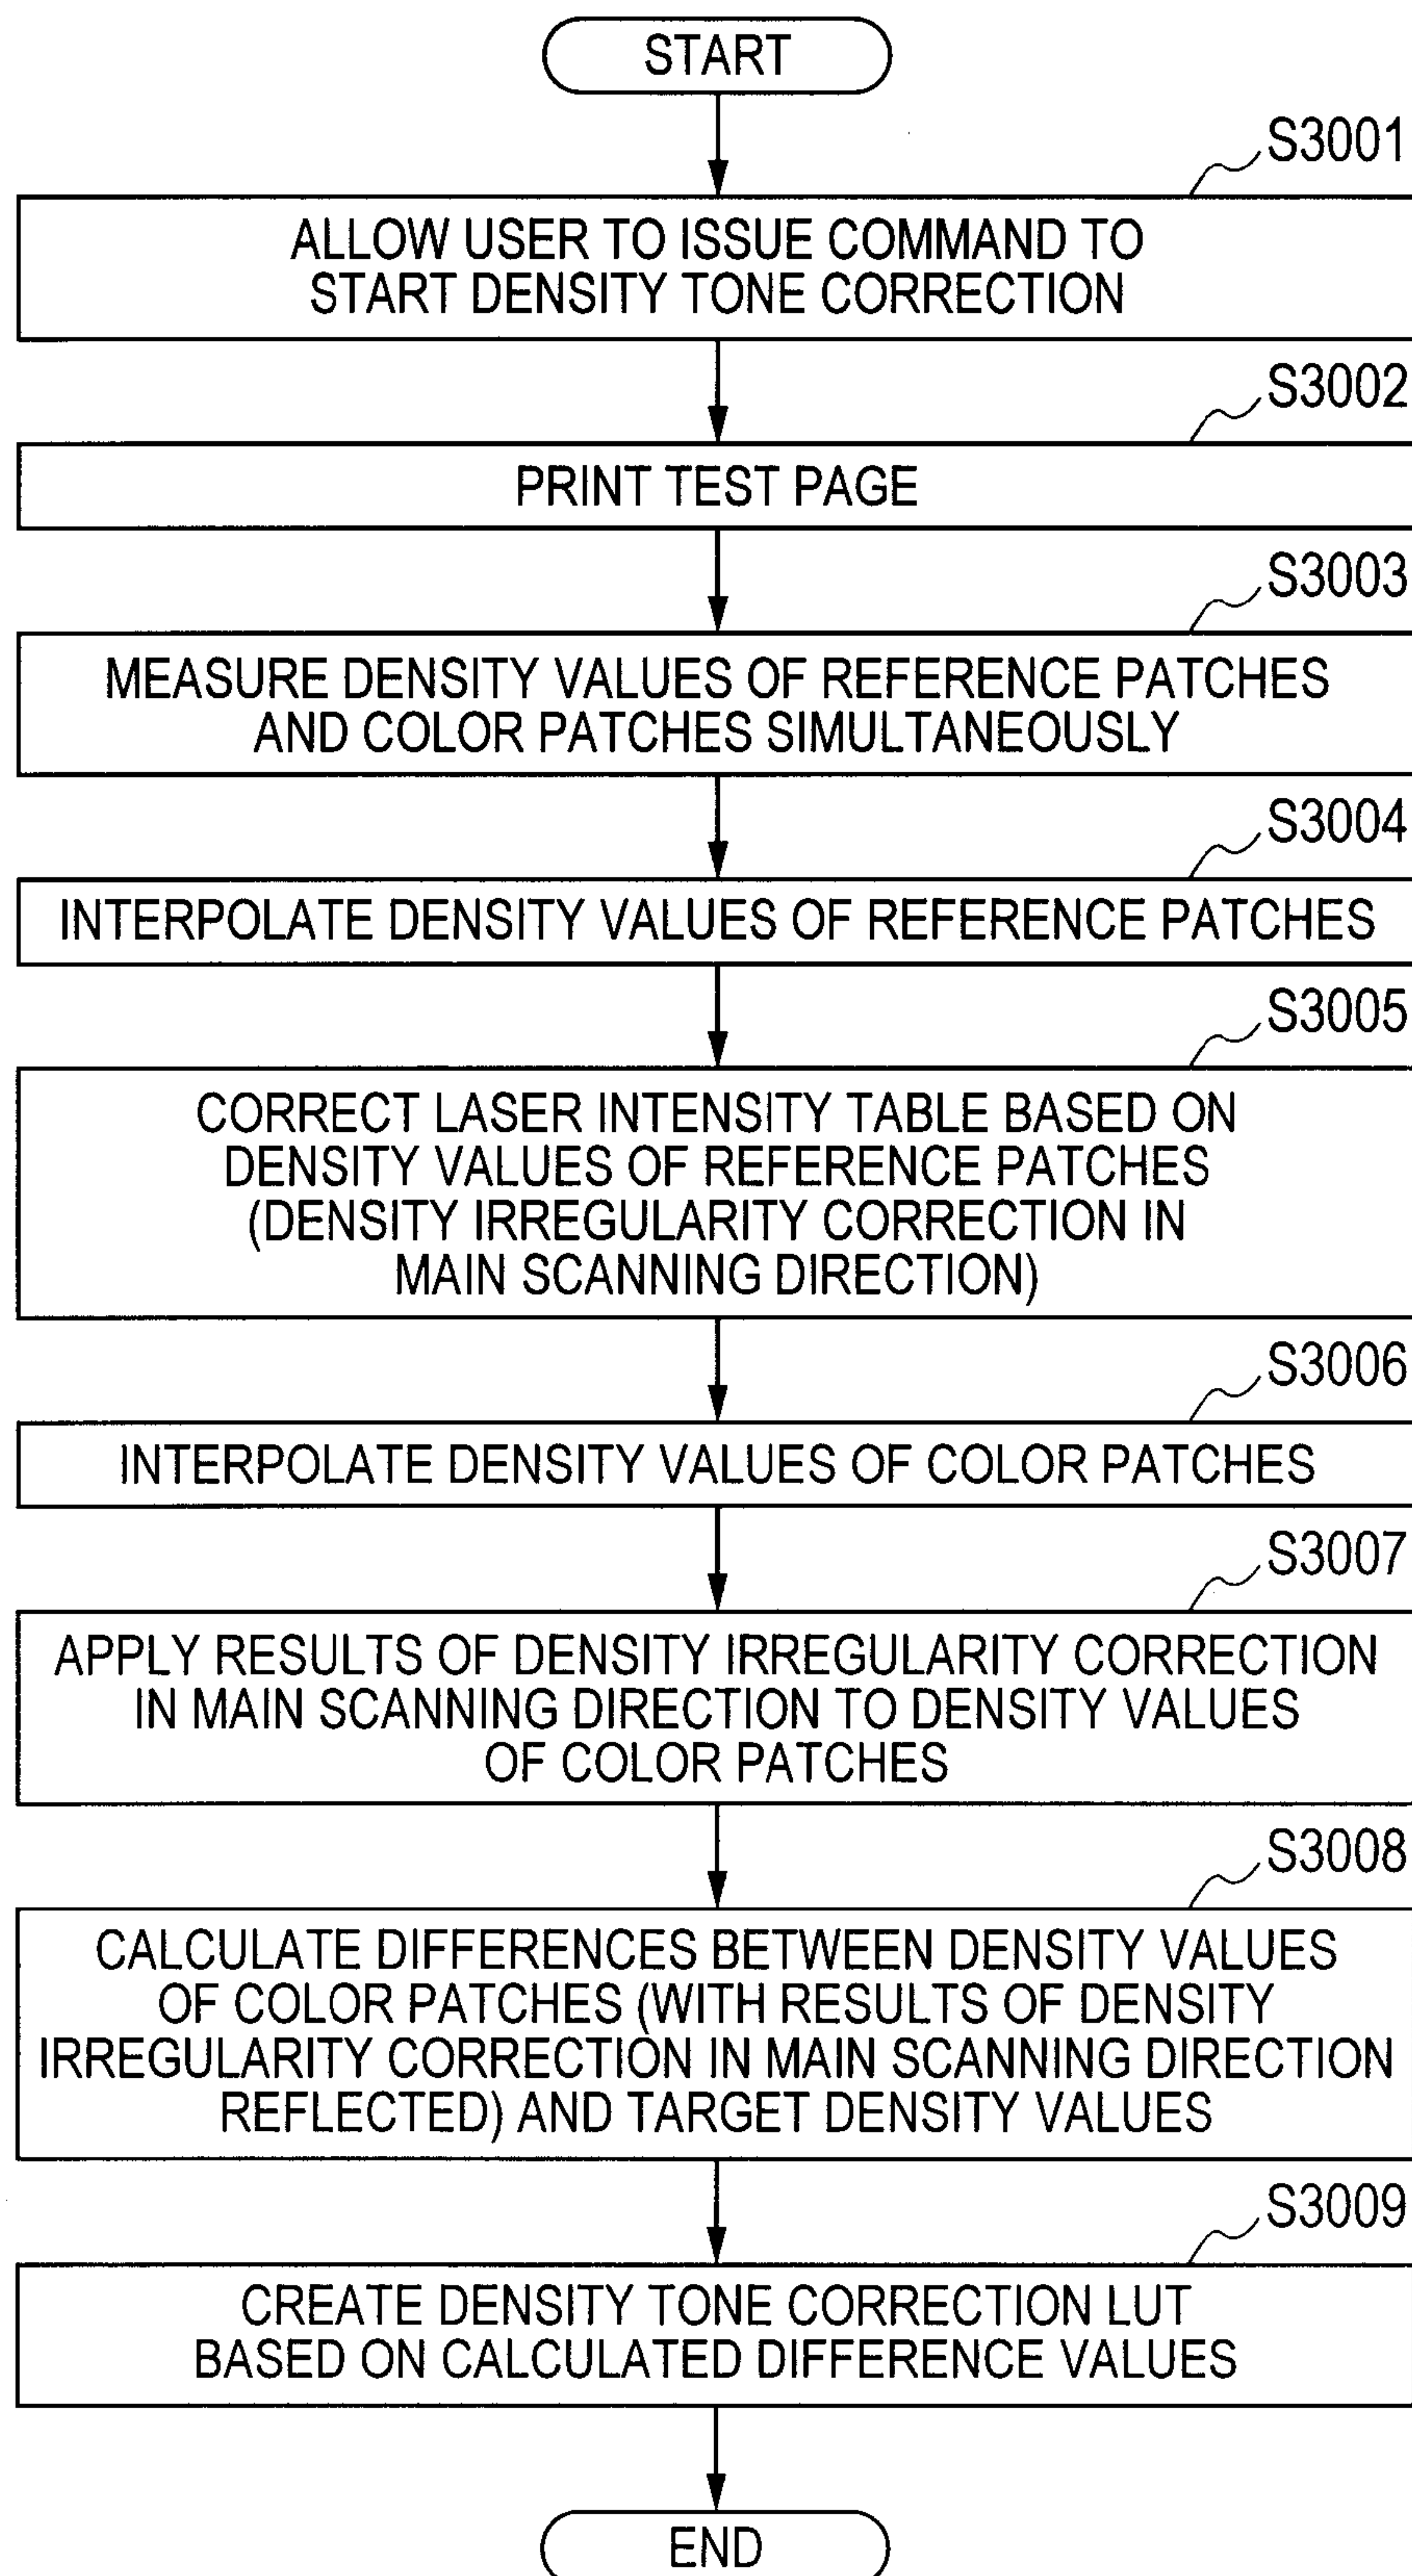 START
S3001
ALLOW USER TO ISSUE COMMAND TO
START DENSITY TONE CORRECTION
S3002
PRINT TEST PAGE
S3003
MEASURE DENSITY VALUES OF REFERENCE PATCHES
AND COLOR PATCHES SIMULTANEOUSLY
S3004
INTERPOLATE DENSITY VALUES OF REFERENCE PATCHES
S3005
CORRECT LASER INTENSITY TABLE BASED ON
DENSITY VALUES OF REFERENCE PATCHES
(DENSITY IRREGULARITY CORRECTION IN
MAIN SCANNING DIRECTION)
S3006
INTERPOLATE DENSITY VALUES OF COLOR PATCHES
S3007
APPLY RESULTS OF DENSITY IRREGULARITY CORRECTION
IN MAIN SCANNING DIRECTION TO DENSITY VALUES
OF COLOR PATCHES
S3008
CALCULATE DIFFERENCES BETWEEN DENSITY VALUES
OF COLOR PATCHES (WITH RESULTS OF DENSITY
IRREGULARITY CORRECTION IN MAIN SCANNING DIRECTION
REFLECTED) AND TARGET DENSITY VALUES
S3009
CREATE DENSITY TONE CORRECTION LUT
BASED ON CALCULATED DIFFERENCE VALUES
END